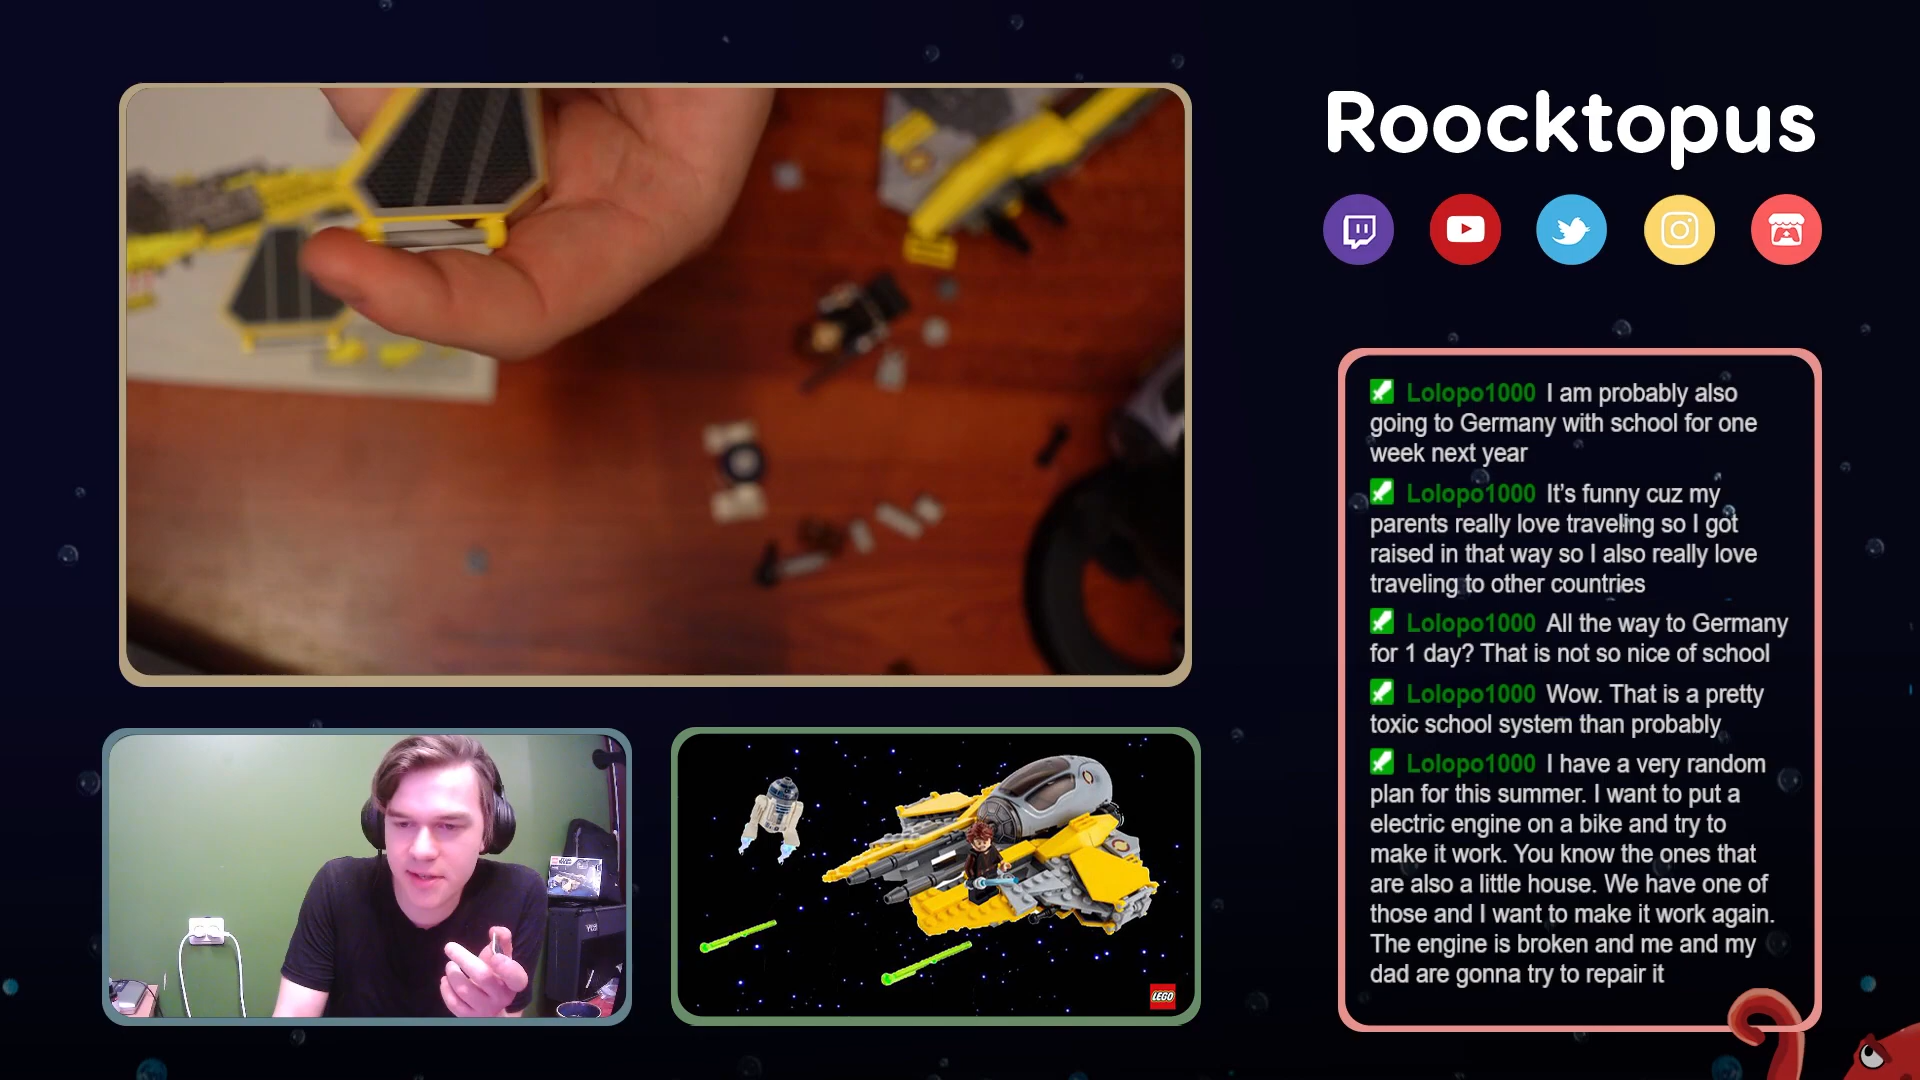 Roocktopus
Lolopo1000 I am probably also
going to Germany with school for one
week next year
Lolopo1000 It's funny cuz my
parents really love traveling so I got
raised in that way so I also really love
traveling to other countries
Lolopo1000 All the way to Germany
for 1 day? That is not so nice of school
Lolopo1000 Wow. That is a pretty
toxic school system than probably
Lolopo1000 I have a very random
plan for this summer. I want to put a
electric engine on a bike and try to
make it work. You know the ones that
are also a little house. We have one of
those and I want to make it work again.
The engine is broken and me and my
dad are gonna try to repair it
LEGO